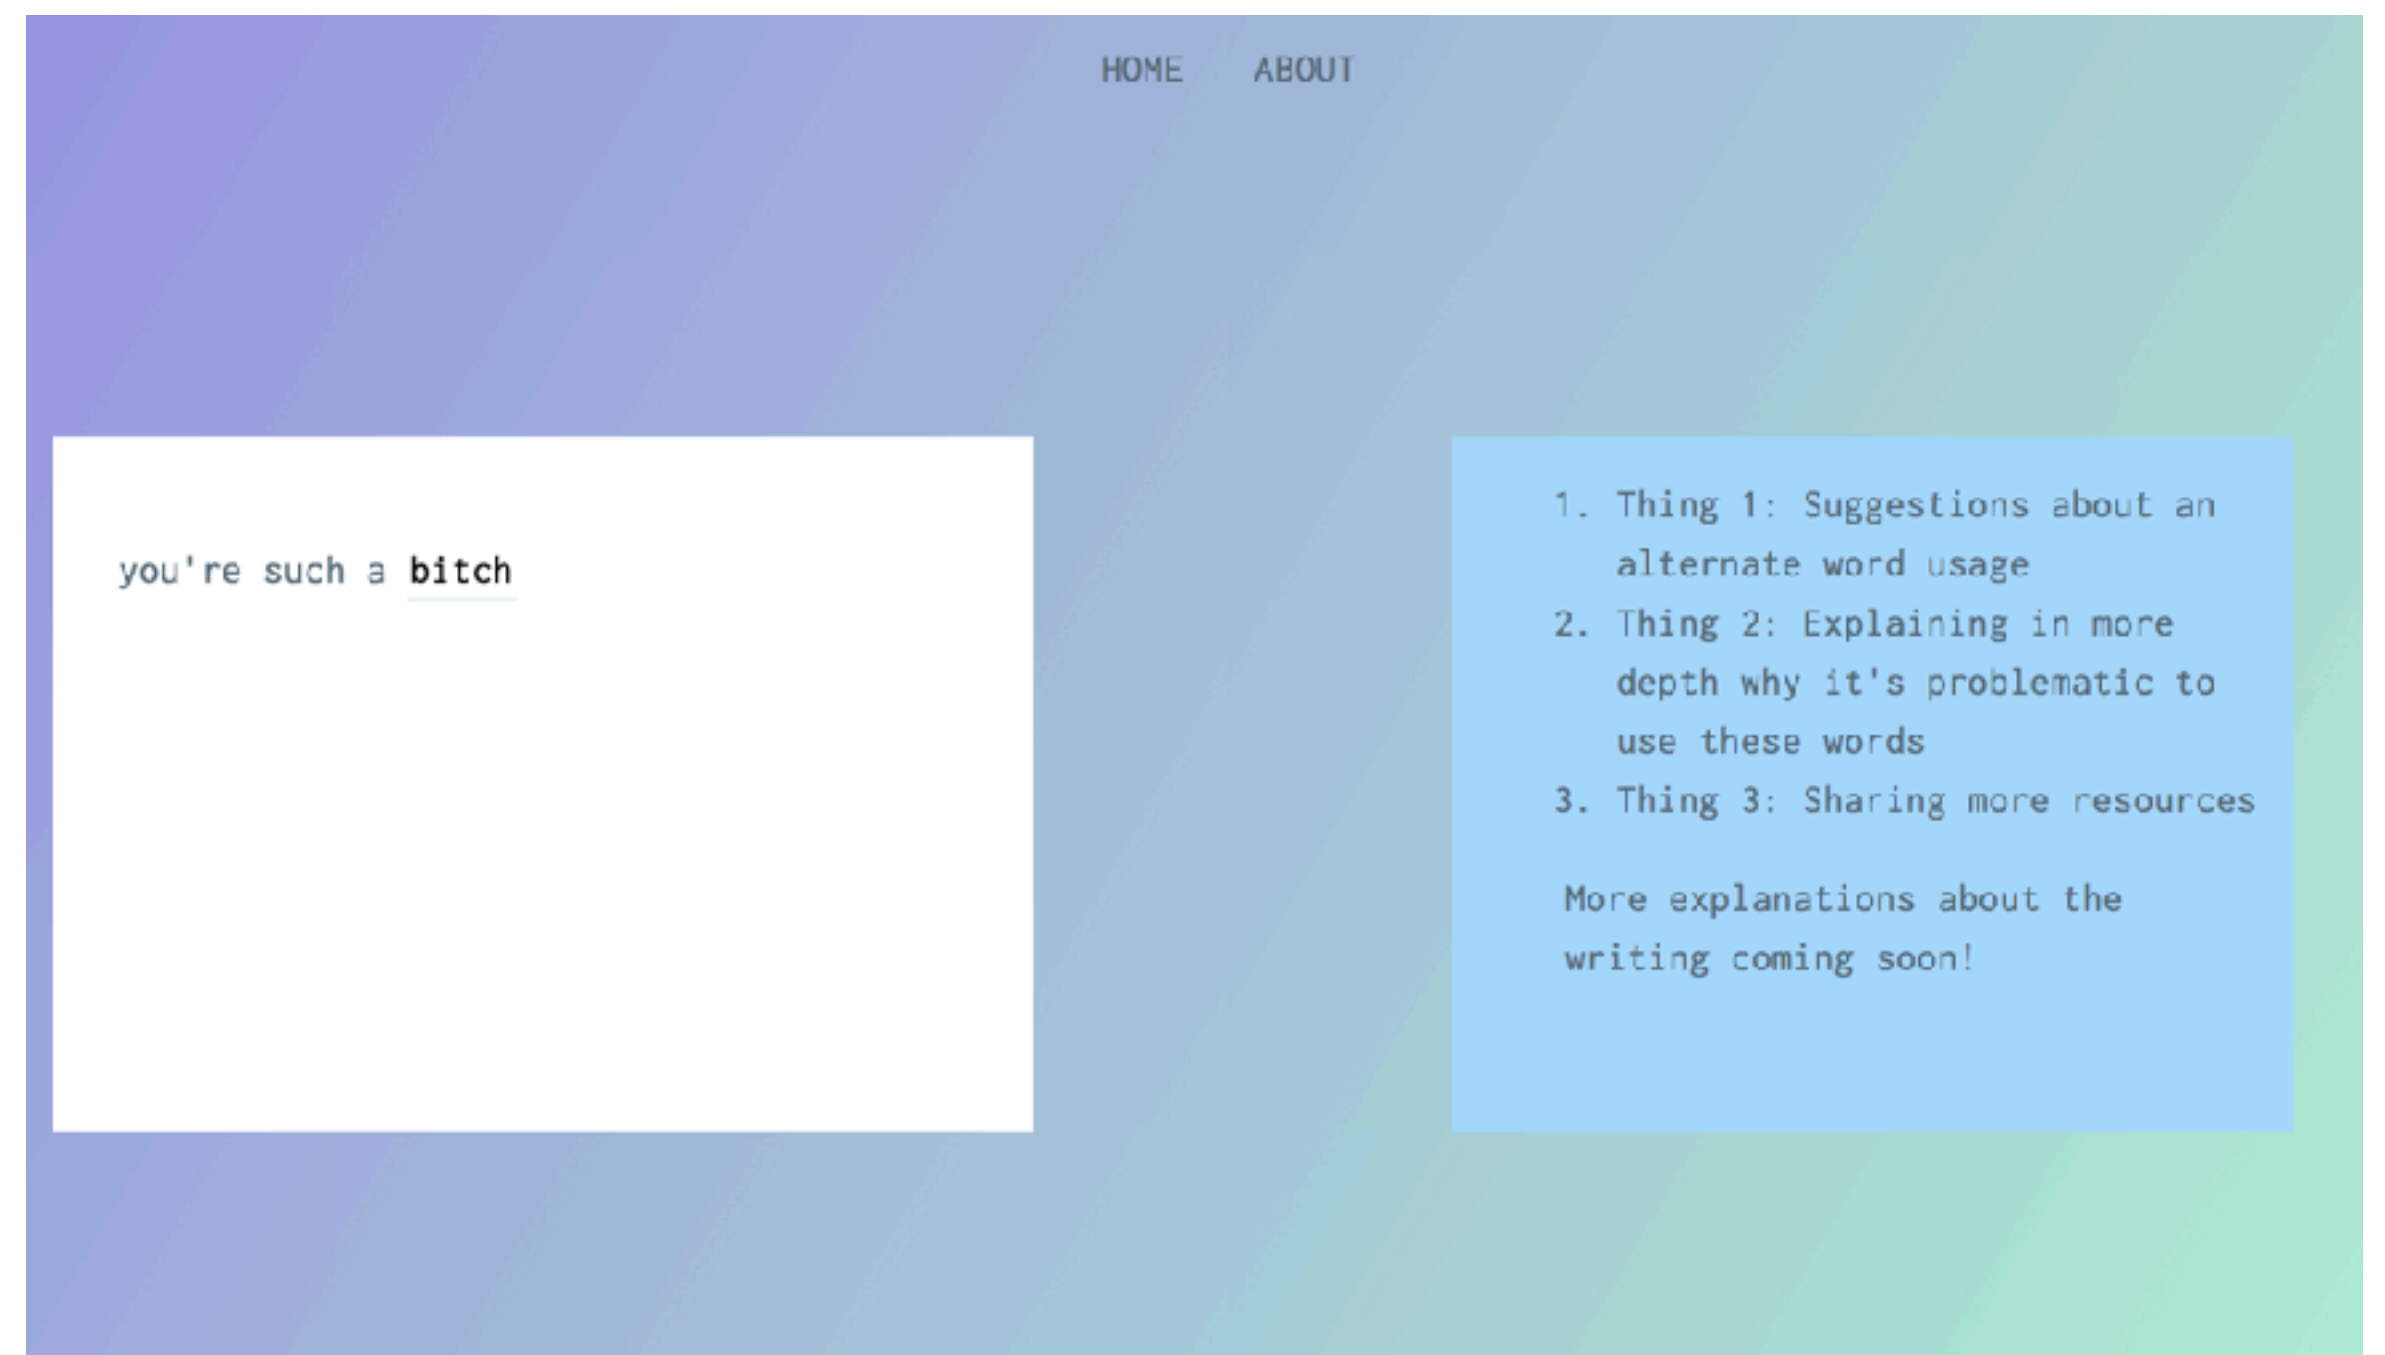 HOME ABOUT
you're such a bitch
1. Thing 1: Suggestions about an
alternate word usage
2. Thing 2: Explaining in more
depth why it's problematic to
use these words
3. Thing 3: Sharing more resources
More explanations about the
writing coming soon!